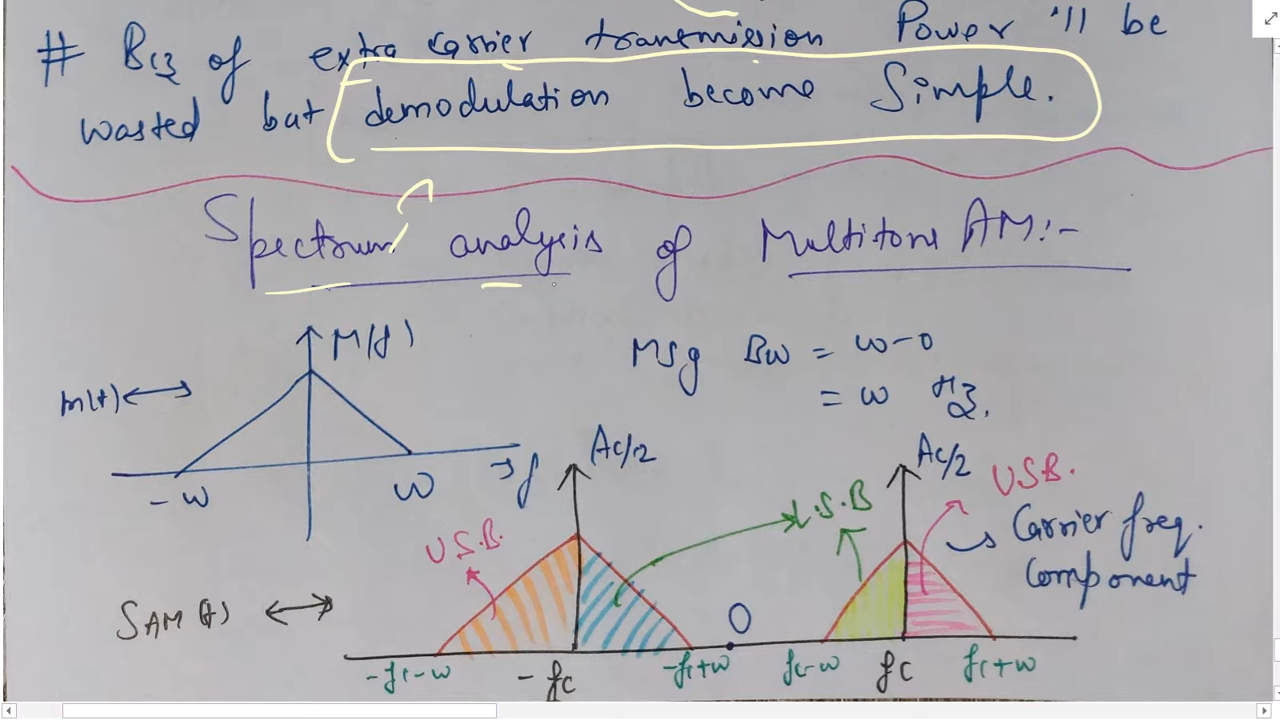 # Bcz of extra carrier transmission Power 'll be
wasted but demodulation become Simple.
Spectrum analysis of Multitone AM:-
M(f)
m(t)
-w
w
f
Msg Bw = w-0
= w Hz.
Ac/2
Ac/2
U.S.B.
L.S.B
U.S.B.
Carrier freq.
Component
SAM(t)
0
-fc-w
-fc
-fc+w
fc-w
fc
fc+w